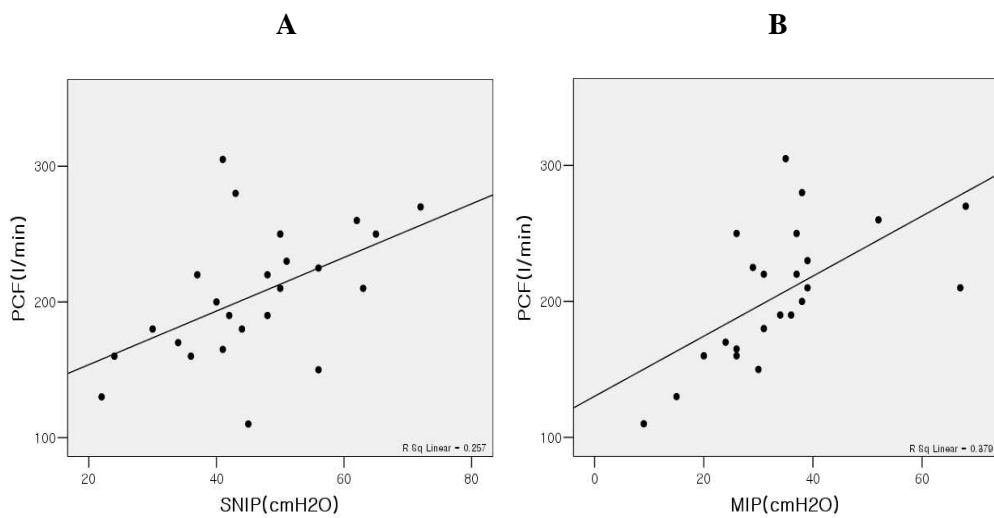 A
B
PCF(l/min)
300
200
100
R Sq Linear = 0.257
20 40 60 80
SNIP(cmH2O)
PCF(l/min)
300
200
100
R Sq Linear = 0.379
0 20 40 60
MIP(cmH2O)